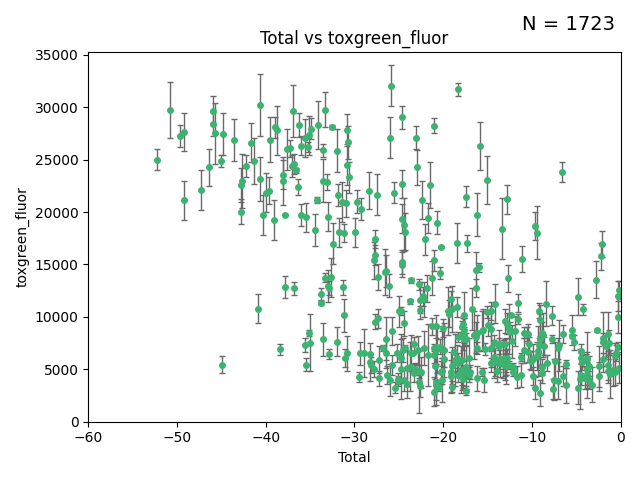 N = 1723
Total vs toxgreen_fluor
35000
30000
25000
20000
15000
10000
5000
0
toxgreen_fluor
−60 −50 −40 −30 −20 −10 0
Total